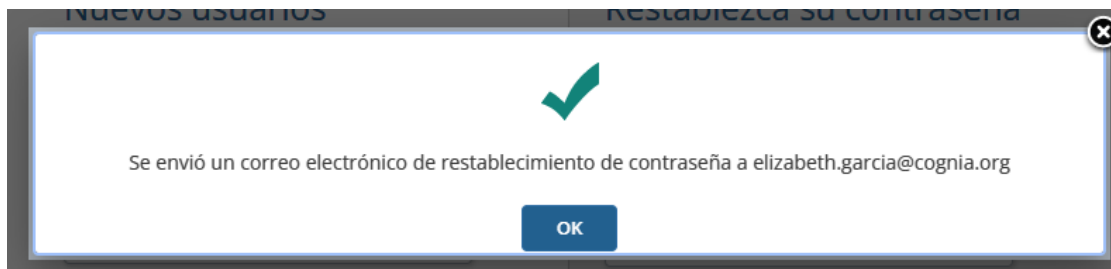 Nuevos usuarios
Restablezca su contraseña
Se envió un correo electrónico de restablecimiento de contraseña a elizabeth.garcia@cognia.org
OK